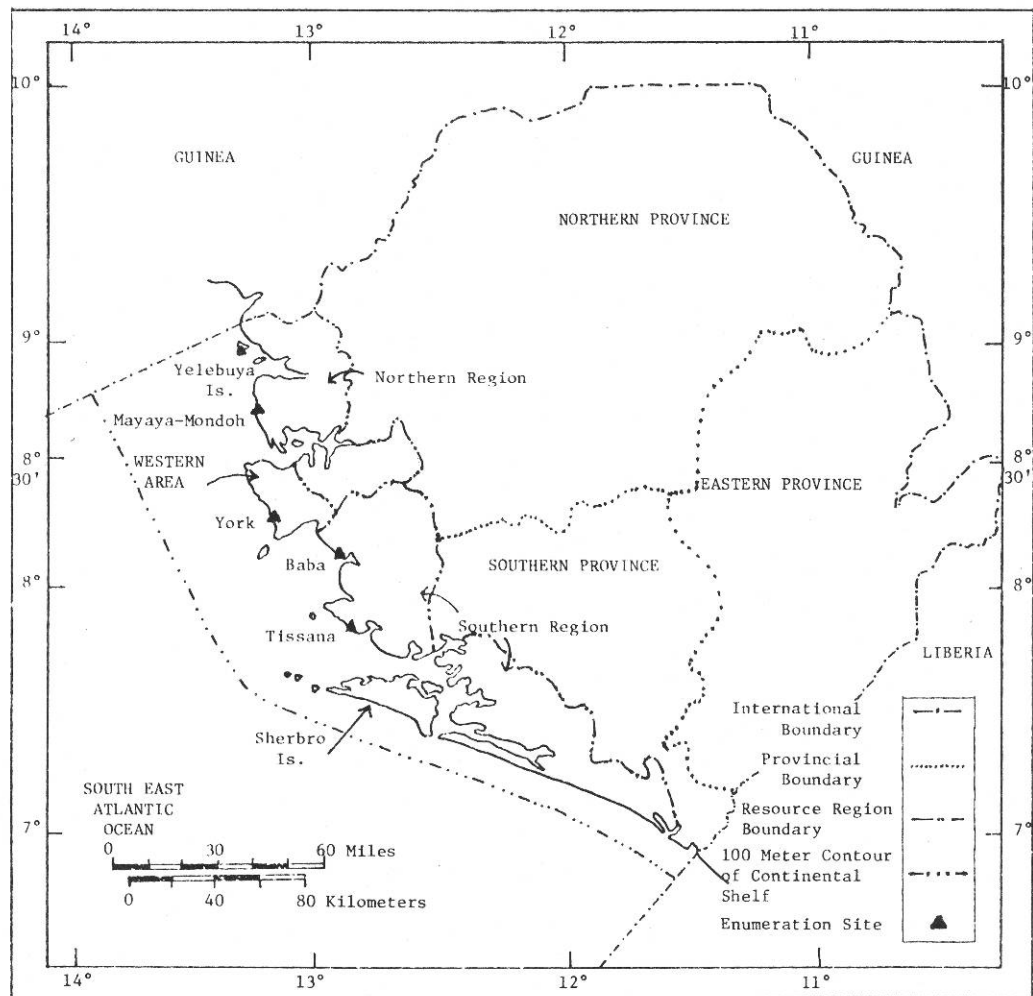 14°
13°
12°
11°
10°
10°
GUINEA
GUINEA
NORTHERN PROVINCE
9°
9°
Yelebuya
Is.
Northern Region
Mayaya-Mondoh
8°
30'
8°
30'
WESTERN
AREA
EASTERN PROVINCE
York
Baba
SOUTHERN PROVINCE
8°
8°
Tissana
Southern Region
LIBERIA
Sherbro
Is.
International
Boundary
Provincial
Boundary
Resource Region
Boundary
100 Meter Contour
of Continental
Shelf
Enumeration Site
SOUTH EAST
ATLANTIC
OCEAN
7°
7°
0 30 60 Miles
0 40 80 Kilometers
14°
13°
12°
11°